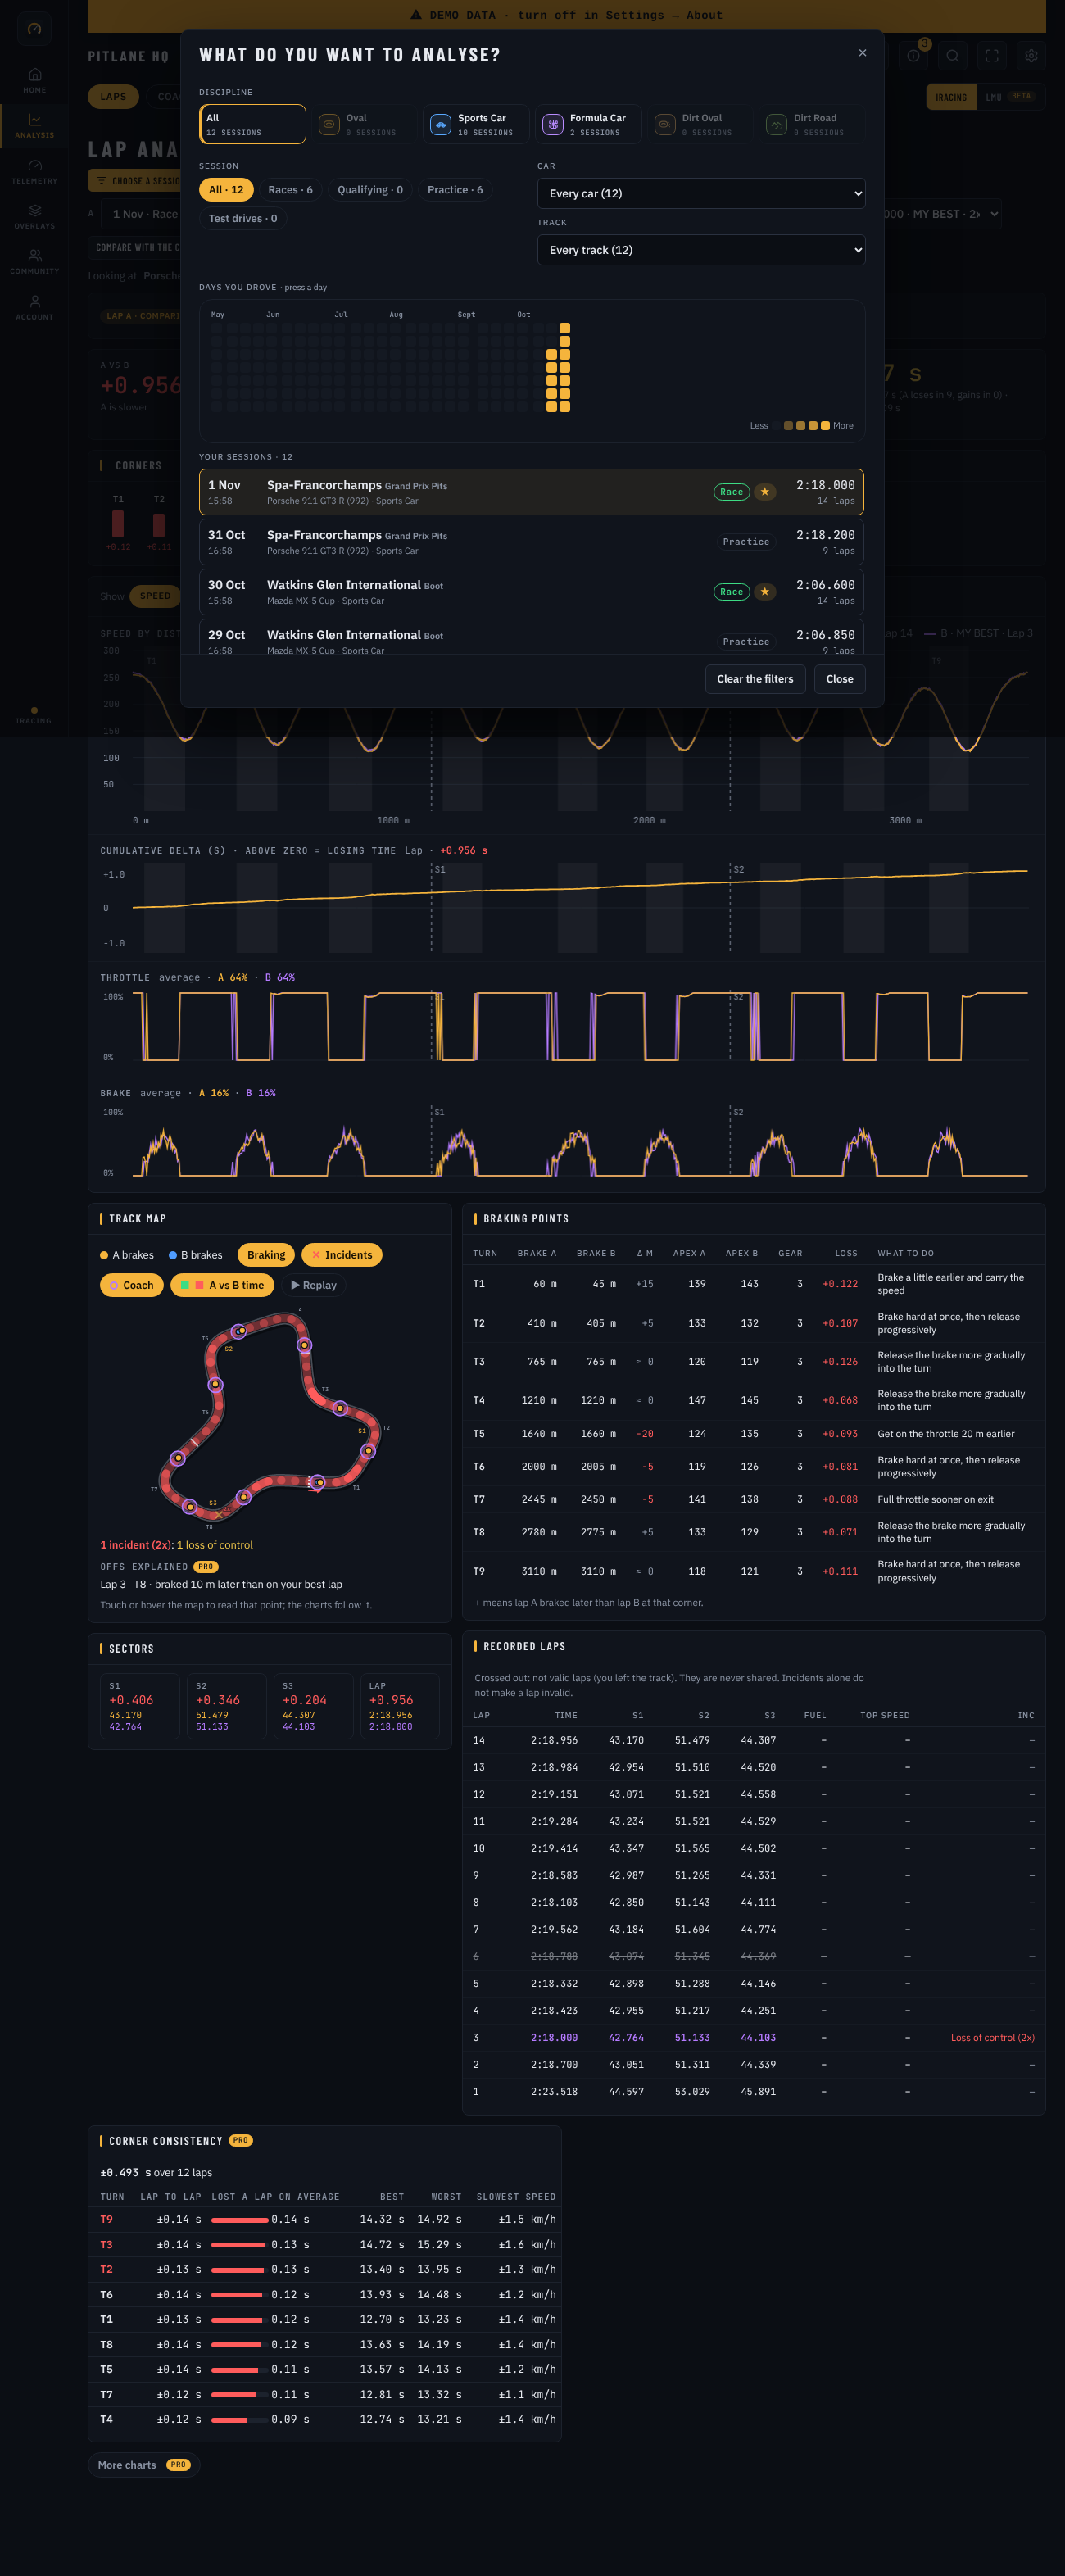 ⚠ DEMO DATA · turn off in Settings → About
PITLANE HQ
WHAT DO YOU WANT TO ANALYSE?
×
3
HOME
ANALYSIS
TELEMETRY
OVERLAYS
COMMUNITY
ACCOUNT
IRACING
LAPS
IRACING
LMU BETA
LAP ANA
CHOOSE A SESSIO
A
1 Nov · Race
000 · MY BEST · 2›
COMPARE WITH THE C
Looking at Porsche
LAP A · COMPARI
A VS B
+0.956
A is slower
7 s
7 s (A loses in 9, gains in 0) ·
CORNERS
T1 T2
+0.12 +0.11
Show SPEED
DISCIPLINE
All
12 SESSIONS
Oval
0 SESSIONS
Sports Car
10 SESSIONS
Formula Car
2 SESSIONS
Dirt Oval
0 SESSIONS
Dirt Road
0 SESSIONS
SESSION
All · 12
Races · 6
Qualifying · 0
Practice · 6
Test drives · 0
CAR
Every car (12)
TRACK
Every track (12)
DAYS YOU DROVE · press a day
May Jun Jul Aug Sept Oct
Less More
YOUR SESSIONS · 12
1 Nov Spa-Francorchamps Grand Prix Pits Race ★ 2:18.000
15:58 Porsche 911 GT3 R (992) · Sports Car 14 laps
31 Oct Spa-Francorchamps Grand Prix Pits Practice 2:18.200
16:58 Porsche 911 GT3 R (992) · Sports Car 9 laps
30 Oct Watkins Glen International Boot Race ★ 2:06.600
15:58 Mazda MX-5 Cup · Sports Car 14 laps
29 Oct Watkins Glen International Boot Practice 2:06.850
16:58 Mazda MX-5 Cup · Sports Car 9 laps
Clear the filters
Close
SPEED BY DIST
ap 14 B · MY BEST · Lap 3
T1 T9
300
250
200
150
100
50
0 m 1000 m 2000 m 3000 m
CUMULATIVE DELTA (S) · ABOVE ZERO = LOSING TIME Lap · +0.956 s
S1 S2
+1.0
0
-1.0
THROTTLE average · A 64% · B 64%
100%
S1 S2
0%
BRAKE average · A 16% · B 16%
100%
S1 S2
0%
TRACK MAP
A brakes
B brakes
Braking
✕ Incidents
Coach
A vs B time
▶ Replay
T4
T5
S2
T3
T6
T2
S1
T1
T7
S3
T8
1 incident (2x): 1 loss of control
OFFS EXPLAINED PRO
Lap 3 T8 · braked 10 m later than on your best lap
Touch or hover the map to read that point; the charts follow it.
SECTORS
S1 S2 S3 LAP
+0.406 +0.346 +0.204 +0.956
43.170 51.479 44.307 2:18.956
42.764 51.133 44.103 2:18.000
BRAKING POINTS
TURN BRAKE A BRAKE B Δ M APEX A APEX B GEAR LOSS WHAT TO DO
T1 60 m 45 m +15 139 143 3 +0.122 Brake a little earlier and carry the
speed
T2 410 m 405 m +5 133 132 3 +0.107 Brake hard at once, then release
progressively
T3 765 m 765 m ≈ 0 120 119 3 +0.126 Release the brake more gradually
into the turn
T4 1210 m 1210 m ≈ 0 147 145 3 +0.068 Release the brake more gradually
into the turn
T5 1640 m 1660 m -20 124 135 3 +0.093 Get on the throttle 20 m earlier
T6 2000 m 2005 m -5 119 126 3 +0.081 Brake hard at once, then release
progressively
T7 2445 m 2450 m -5 141 138 3 +0.088 Full throttle sooner on exit
T8 2780 m 2775 m +5 133 129 3 +0.071 Release the brake more gradually
into the turn
T9 3110 m 3110 m ≈ 0 118 121 3 +0.111 Brake hard at once, then release
progressively
+ means lap A braked later than lap B at that corner.
RECORDED LAPS
Crossed out: not valid laps (you left the track). They are never shared. Incidents alone do
not make a lap invalid.
LAP TIME S1 S2 S3 FUEL TOP SPEED INC
14 2:18.956 43.170 51.479 44.307 – – –
13 2:18.984 42.954 51.510 44.520 – – –
12 2:19.151 43.071 51.521 44.558 – – –
11 2:19.284 43.234 51.521 44.529 – – –
10 2:19.414 43.347 51.565 44.502 – – –
9 2:18.583 42.987 51.265 44.331 – – –
8 2:18.103 42.850 51.143 44.111 – – –
7 2:19.562 43.184 51.604 44.774 – – –
6 2:18.788 43.074 51.345 44.369 – – –
5 2:18.332 42.898 51.288 44.146 – – –
4 2:18.423 42.955 51.217 44.251 – – –
3 2:18.000 42.764 51.133 44.103 – – Loss of control (2x)
2 2:18.700 43.051 51.311 44.339 – – –
1 2:23.518 44.597 53.029 45.891 – – –
CORNER CONSISTENCY PRO
±0.493 s over 12 laps
TURN LAP TO LAP LOST A LAP ON AVERAGE BEST WORST SLOWEST SPEED
T9 ±0.14 s 0.14 s 14.32 s 14.92 s ±1.5 km/h
T3 ±0.14 s 0.13 s 14.72 s 15.29 s ±1.6 km/h
T2 ±0.13 s 0.13 s 13.40 s 13.95 s ±1.3 km/h
T6 ±0.14 s 0.12 s 13.93 s 14.48 s ±1.2 km/h
T1 ±0.13 s 0.12 s 12.70 s 13.23 s ±1.4 km/h
T8 ±0.14 s 0.12 s 13.63 s 14.19 s ±1.4 km/h
T5 ±0.14 s 0.11 s 13.57 s 14.13 s ±1.2 km/h
T7 ±0.12 s 0.11 s 12.81 s 13.32 s ±1.1 km/h
T4 ±0.12 s 0.09 s 12.74 s 13.21 s ±1.4 km/h
More charts PRO